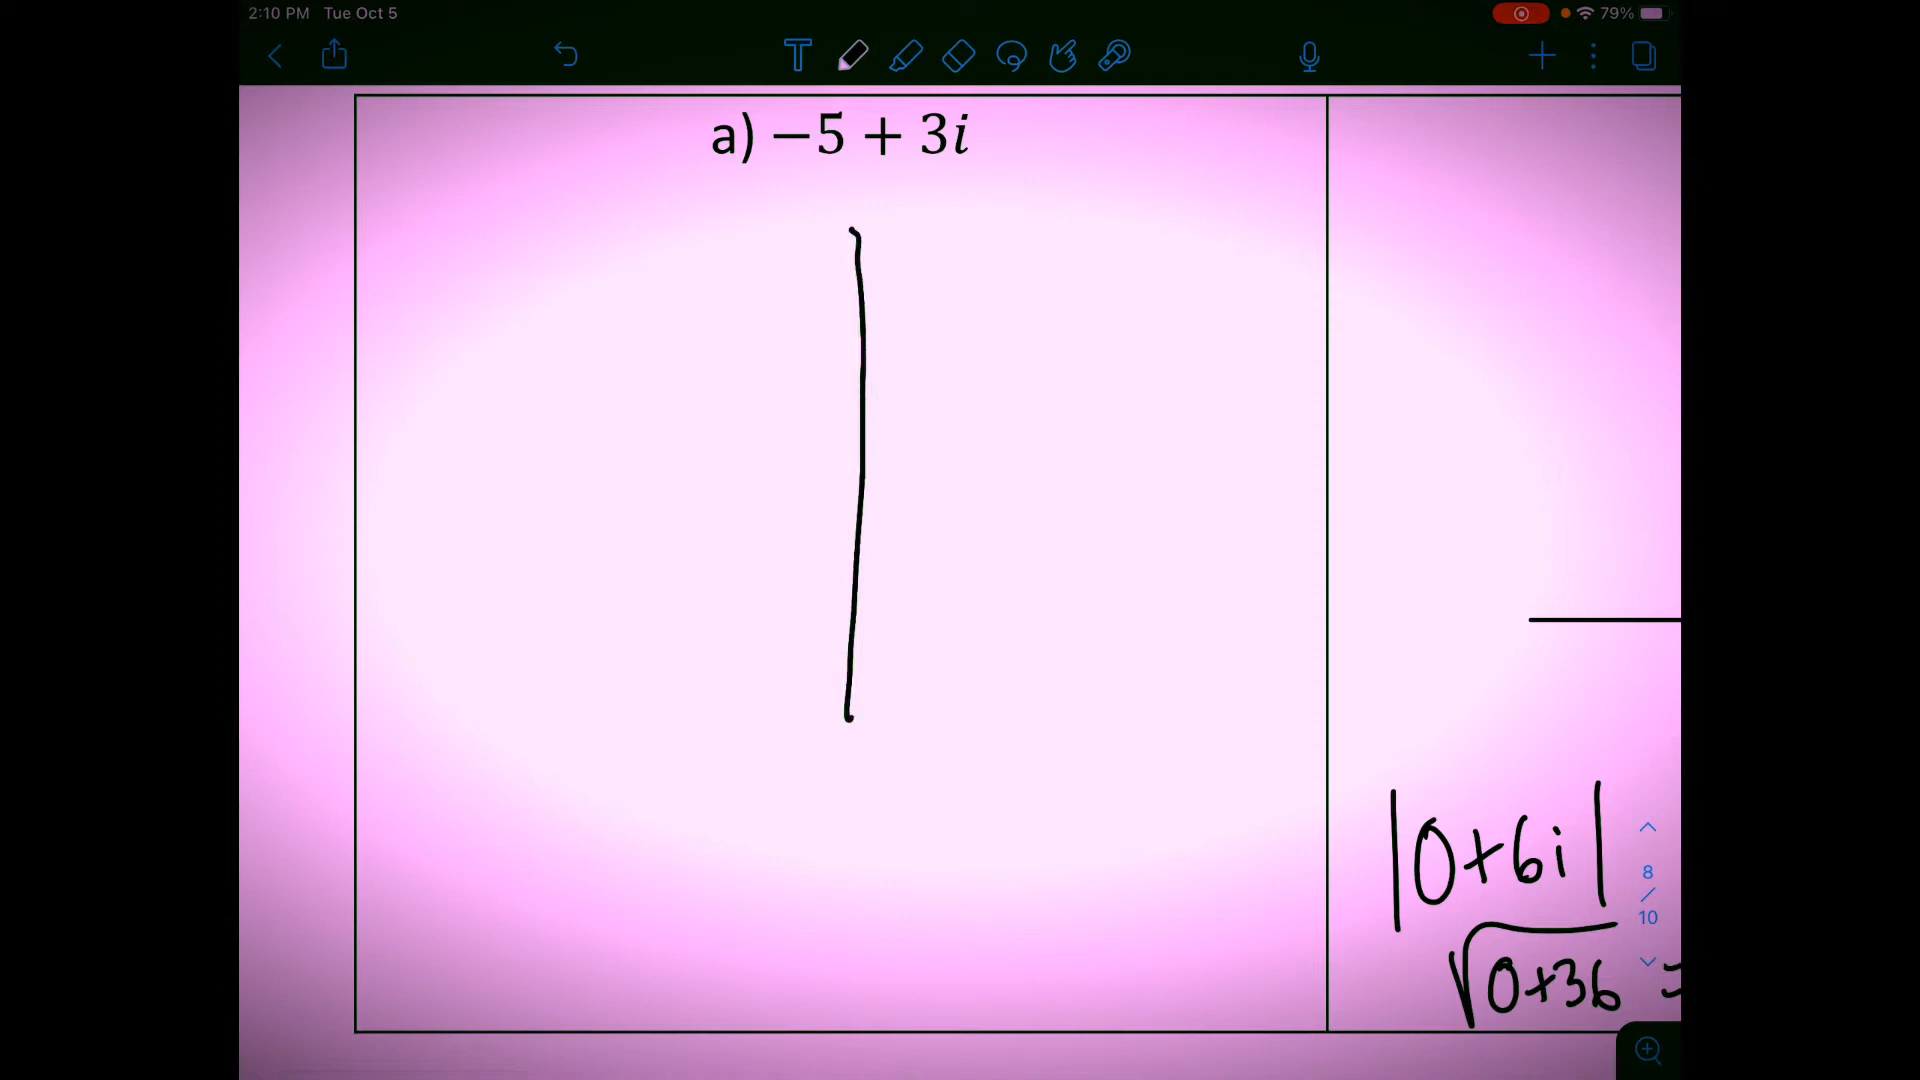 2:10 PM Tue Oct 5
79%
T
a) −5 + 3i
|0+6i|
8
/
10
√0+36 =